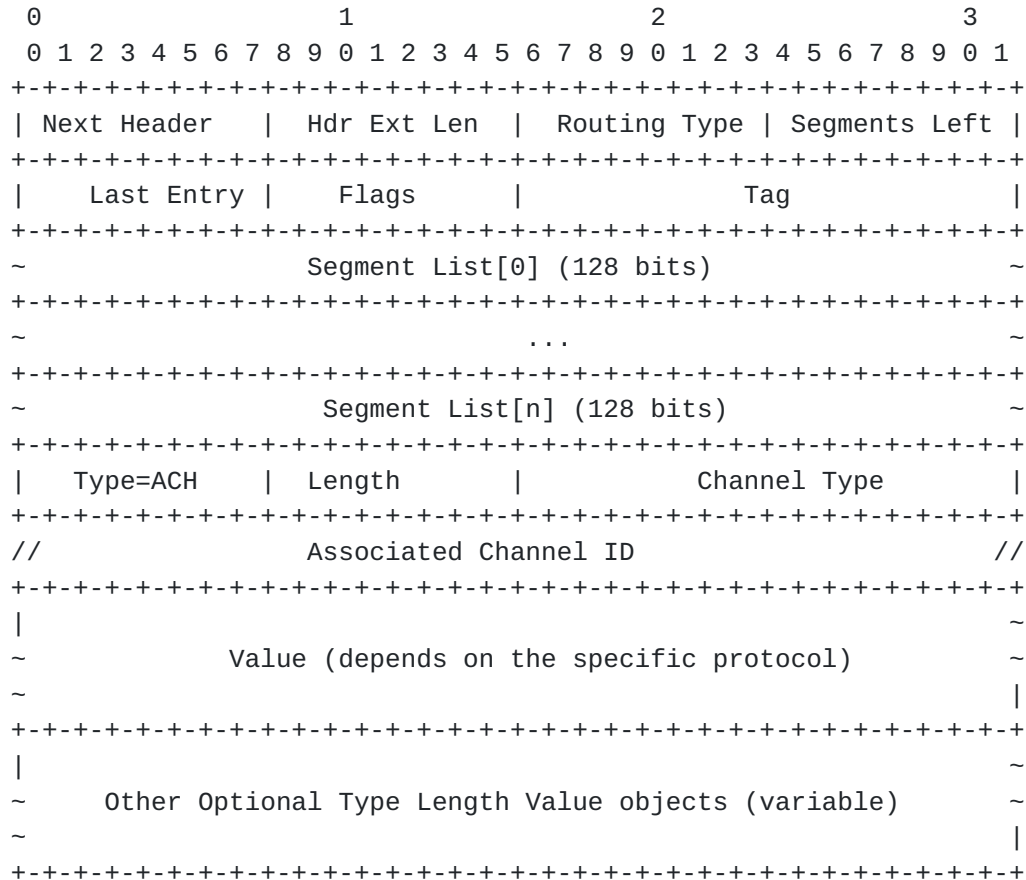 0                   1                   2                   3
 0 1 2 3 4 5 6 7 8 9 0 1 2 3 4 5 6 7 8 9 0 1 2 3 4 5 6 7 8 9 0 1
+-+-+-+-+-+-+-+-+-+-+-+-+-+-+-+-+-+-+-+-+-+-+-+-+-+-+-+-+-+-+-+-+
| Next Header   |  Hdr Ext Len  |  Routing Type | Segments Left |
+-+-+-+-+-+-+-+-+-+-+-+-+-+-+-+-+-+-+-+-+-+-+-+-+-+-+-+-+-+-+-+-+
|    Last Entry |    Flags      |              Tag              |
+-+-+-+-+-+-+-+-+-+-+-+-+-+-+-+-+-+-+-+-+-+-+-+-+-+-+-+-+-+-+-+-+
~                  Segment List[0] (128 bits)                   ~
+-+-+-+-+-+-+-+-+-+-+-+-+-+-+-+-+-+-+-+-+-+-+-+-+-+-+-+-+-+-+-+-+
~                                ...                            ~
+-+-+-+-+-+-+-+-+-+-+-+-+-+-+-+-+-+-+-+-+-+-+-+-+-+-+-+-+-+-+-+-+
~                   Segment List[n] (128 bits)                  ~
+-+-+-+-+-+-+-+-+-+-+-+-+-+-+-+-+-+-+-+-+-+-+-+-+-+-+-+-+-+-+-+-+
|   Type=ACH    |  Length       |           Channel Type        |
+-+-+-+-+-+-+-+-+-+-+-+-+-+-+-+-+-+-+-+-+-+-+-+-+-+-+-+-+-+-+-+-+
//                 Associated Channel ID                       //
+-+-+-+-+-+-+-+-+-+-+-+-+-+-+-+-+-+-+-+-+-+-+-+-+-+-+-+-+-+-+-+-+
|                                                               ~
~             Value (depends on the specific protocol)          ~
~                                                               |
+-+-+-+-+-+-+-+-+-+-+-+-+-+-+-+-+-+-+-+-+-+-+-+-+-+-+-+-+-+-+-+-+
|                                                               ~
~     Other Optional Type Length Value objects (variable)       ~
~                                                               |
+-+-+-+-+-+-+-+-+-+-+-+-+-+-+-+-+-+-+-+-+-+-+-+-+-+-+-+-+-+-+-+-+